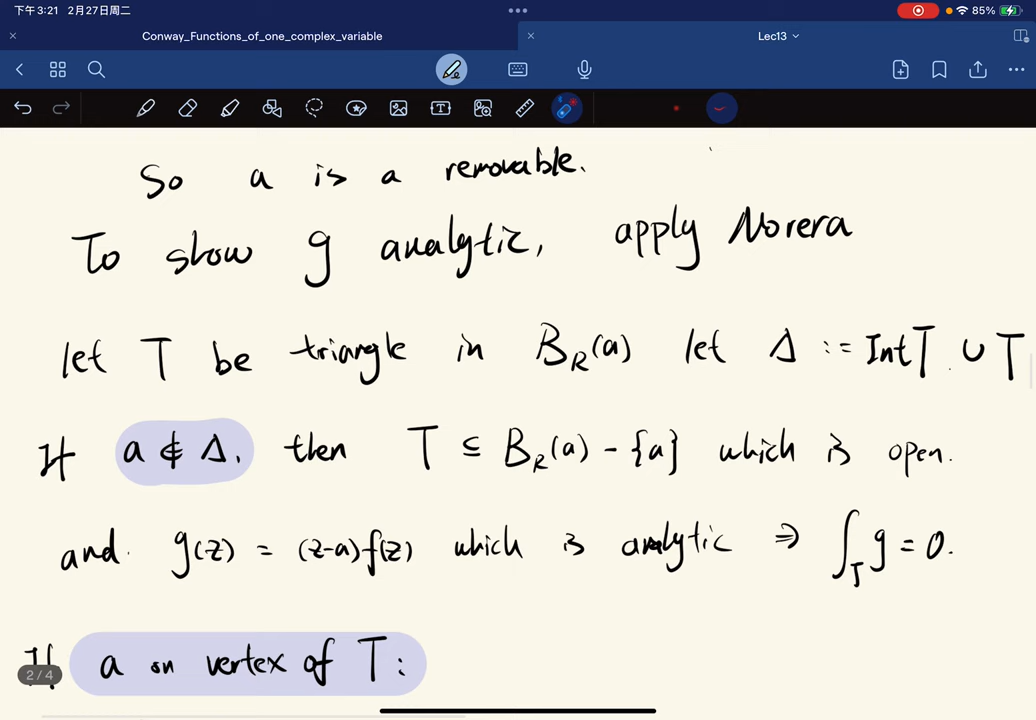 下午3:21 2月27日周二
85%
Conway_Functions_of_one_complex_variable
Lec13
So a is a removable.
To show g analytic, apply Morera
let T be triangle in B_R(a) let Δ := Int T ∪ T
If a ∉ Δ. then T ⊆ B_R(a) - {a} which is open.
and. g(z) = (z-a)f(z) which is analytic ⇒ ∫_T g = 0.
If a on vertex of T:
2/4